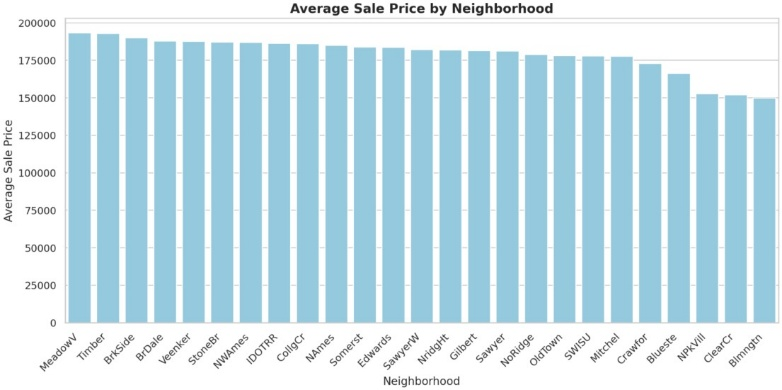 Average Sale Price by Neighborhood
200000
175000
150000
125000
100000
75000
50000
25000
0
Average Sale Price
MeadowV
Timber
BrkSide
BrDale
Veenker
StoneBr
NWAmes
IDOTRR
CollgCr
NAmes
Somerst
Edwards
SawyerW
NridgHt
Gilbert
Sawyer
NoRidge
OldTown
SWISU
Mitchel
Crawfor
Blueste
NPKVill
ClearCr
Blmngtn
Neighborhood